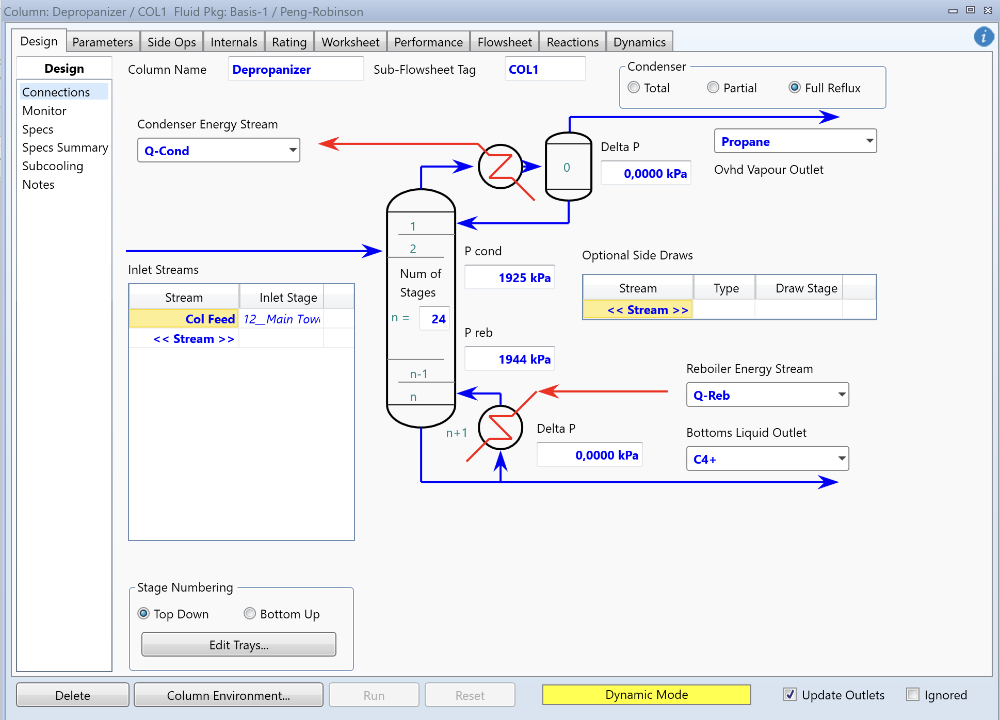 Column: Depropanizer / COL1  Fluid Pkg: Basis-1 / Peng-Robinson
Design
Parameters
Side Ops
Internals
Rating
Worksheet
Performance
Flowsheet
Reactions
Dynamics
Design
Connections
Monitor
Specs
Specs Summary
Subcooling
Notes
Column Name
Depropanizer
Sub-Flowsheet Tag
COL1
Condenser
Total
Partial
Full Reflux
Condenser Energy Stream
Q-Cond
0
Delta P
0,0000 kPa
Propane
Ovhd Vapour Outlet
1
2
Num of
Stages
n =
24
n-1
n
n+1
Inlet Streams
Stream Inlet Stage
Col Feed 12__Main Tow
<< Stream >>
P cond
1925 kPa
P reb
1944 kPa
Optional Side Draws
Stream Type Draw Stage
<< Stream >>
Reboiler Energy Stream
Q-Reb
Delta P
0,0000 kPa
Bottoms Liquid Outlet
C4+
Stage Numbering
Top Down
Bottom Up
Edit Trays...
Delete
Column Environment...
Run
Reset
Dynamic Mode
Update Outlets
Ignored